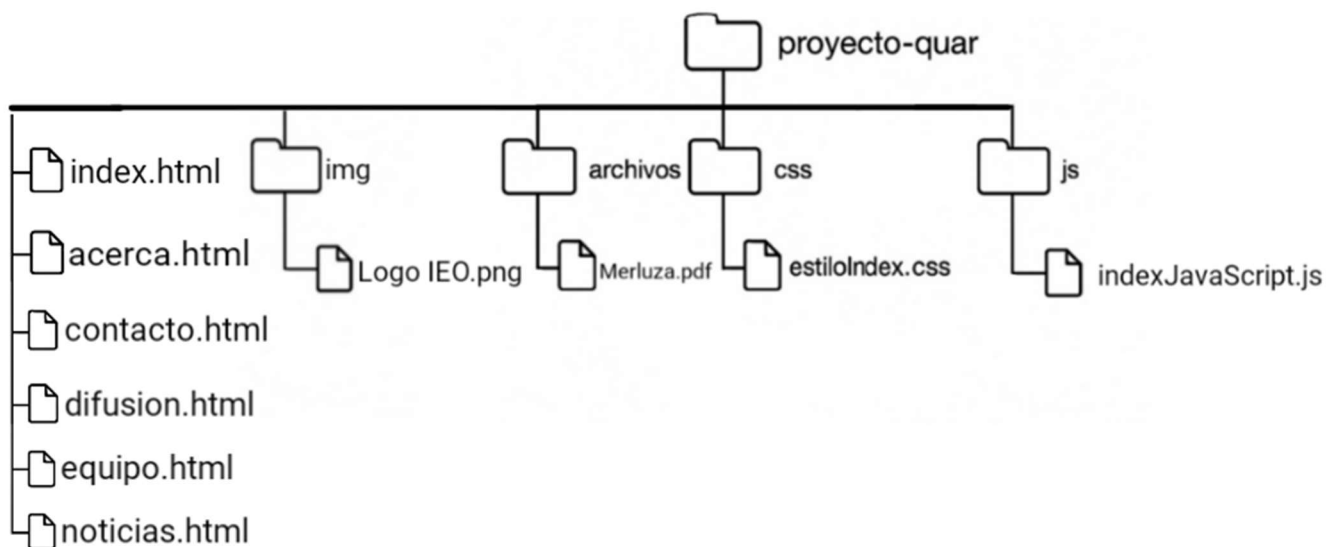 proyecto-quar
index.html
img
archivos
css
js
acerca.html
Logo IEO.png
Merluza.pdf
estiloIndex.css
indexJavaScript.js
contacto.html
difusion.html
equipo.html
noticias.html